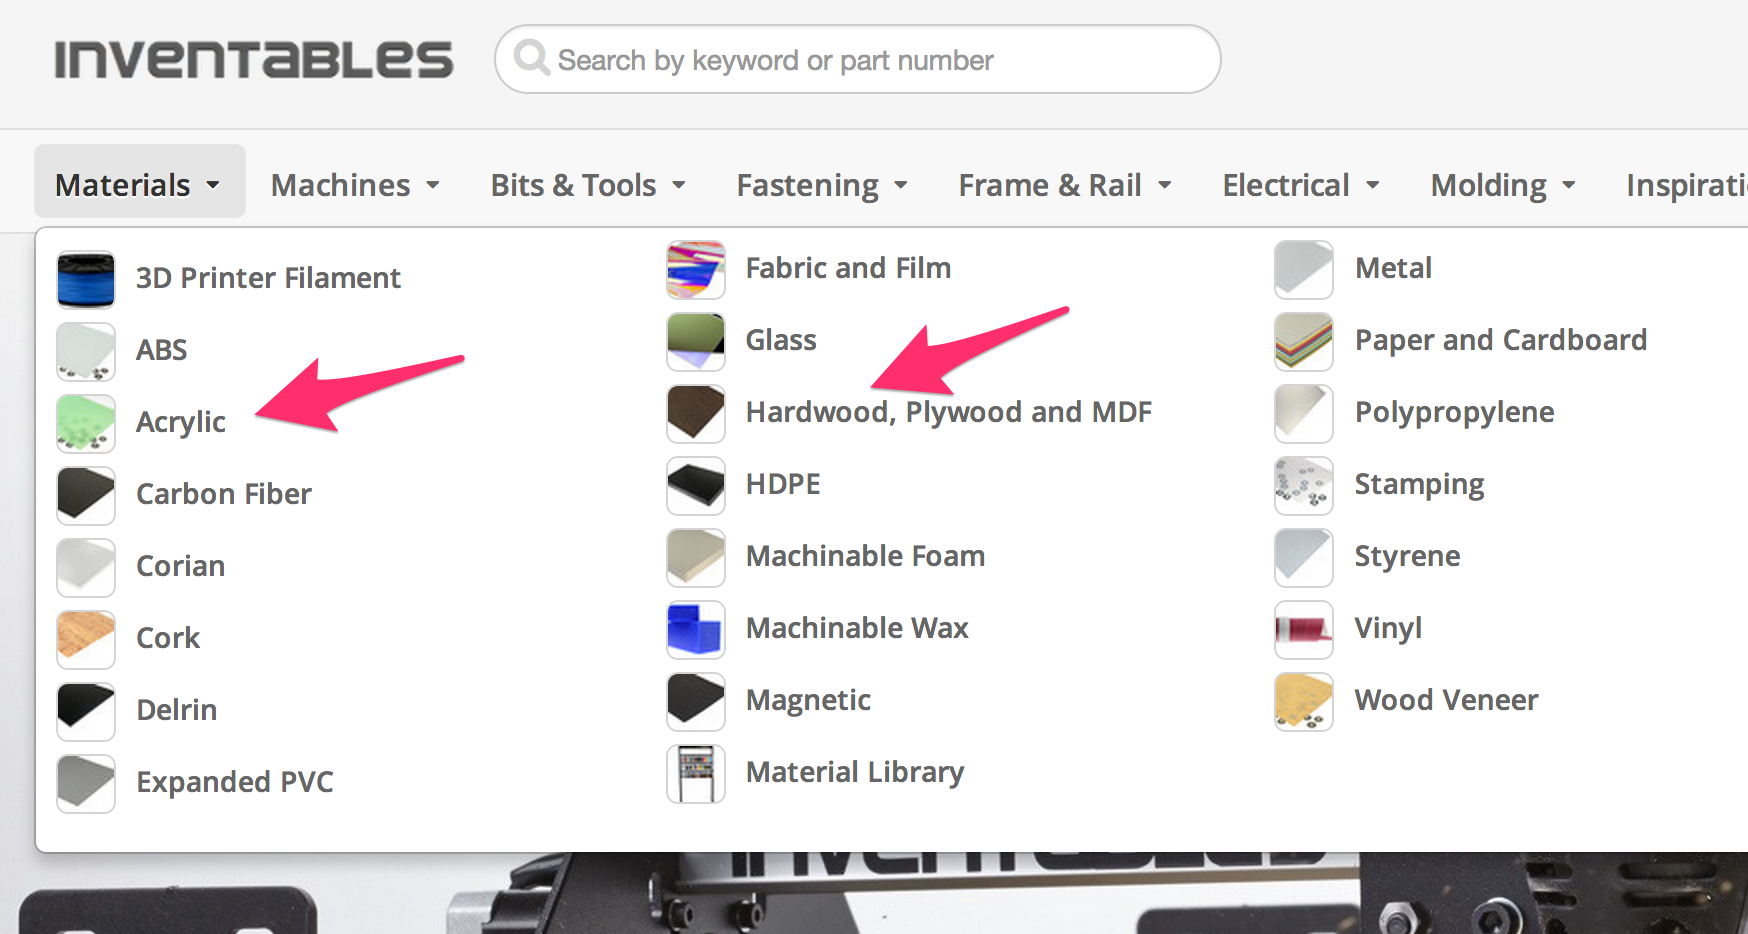 INVENTABLES
Search by keyword or part number
Materials
Machines
Bits & Tools
Fastening
Frame & Rail
Electrical
Molding
Inspirati
3D Printer Filament
ABS
Acrylic
Carbon Fiber
Corian
Cork
Delrin
Expanded PVC
Fabric and Film
Glass
Hardwood, Plywood and MDF
HDPE
Machinable Foam
Machinable Wax
Magnetic
Material Library
Metal
Paper and Cardboard
Polypropylene
Stamping
Styrene
Vinyl
Wood Veneer
INVENTABLES